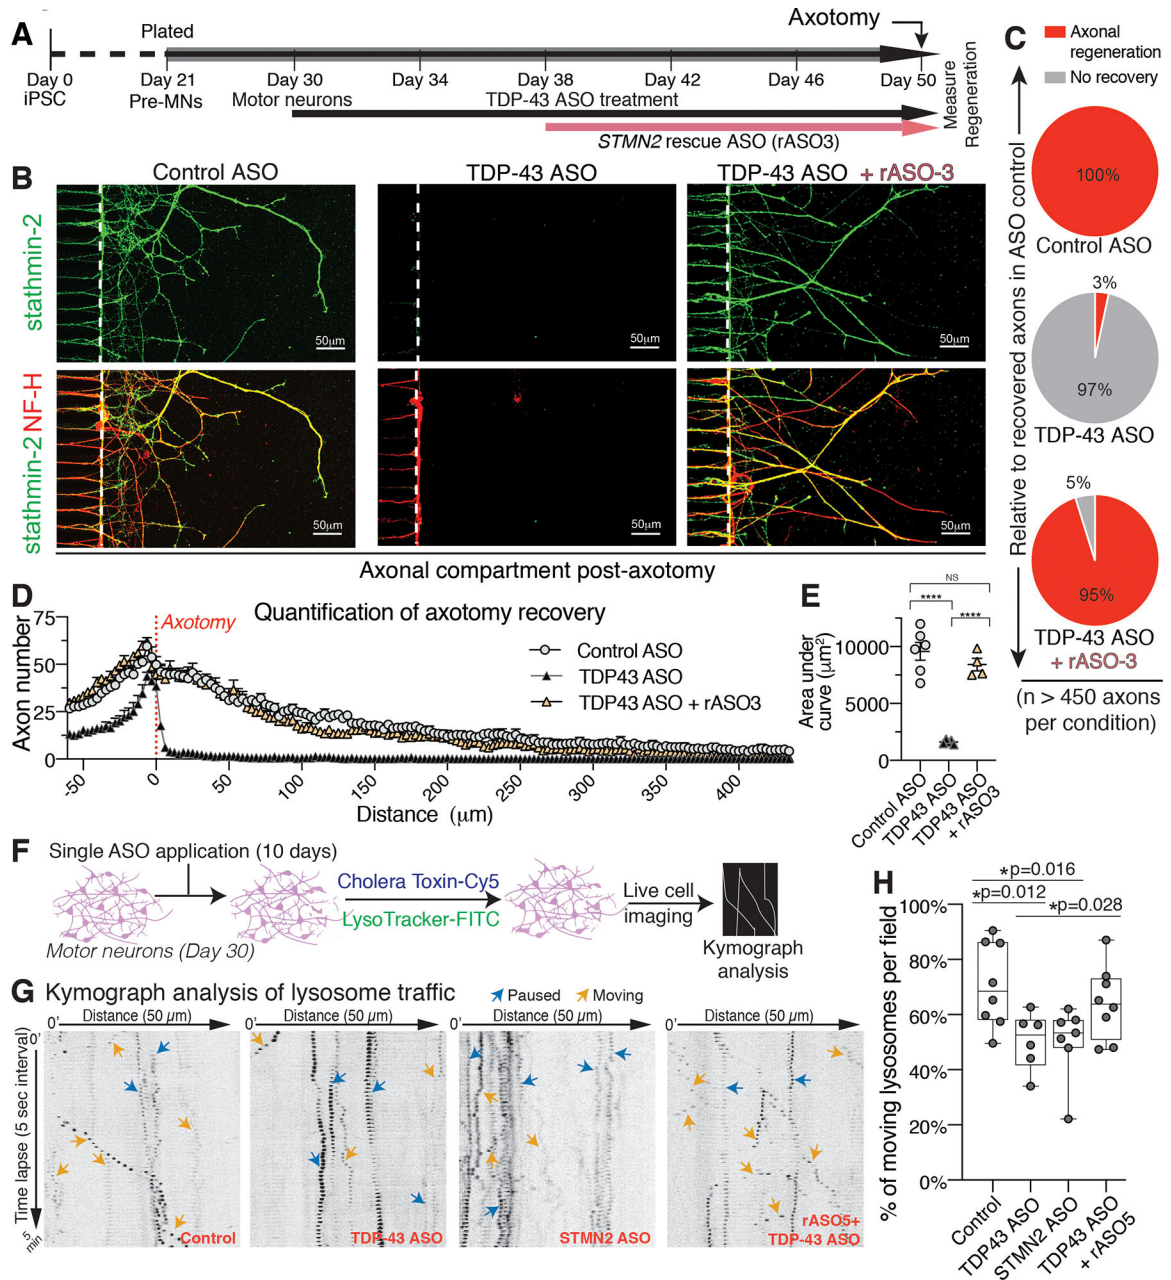 A
Plated
Axotomy
Day 0
iPSC
Day 21
Pre-MNs
Day 30
Motor neurons
Day 34
Day 38
Day 42
Day 46
Day 50
TDP-43 ASO treatment
STMN2 rescue ASO (rASO3)
Measure
Regeneration
B
Control ASO
TDP-43 ASO
TDP-43 ASO + rASO-3
stathmin-2
50µm
50µm
50µm
stathmin-2 NF-H
50µm
50µm
50µm
Axonal compartment post-axotomy
C
Axonal
regeneration
No recovery
Relative to recovered axons in ASO control
100%
Control ASO
3%
97%
TDP-43 ASO
5%
95%
TDP-43 ASO
+ rASO-3
(n > 450 axons
per condition)
D
Quantification of axotomy recovery
Axotomy
Axon number
75
50
25
0
Control ASO
TDP43 ASO
TDP43 ASO + rASO3
-50
0
50
100
150
200
250
300
350
400
Distance (µm)
E
NS
****
****
Area under
curve (µm²)
10000
5000
0
Control ASO
TDP43 ASO
TDP43 ASO
+ rASO3
F
Single ASO application (10 days)
Motor neurons (Day 30)
Cholera Toxin-Cy5
LysoTracker-FITC
Live cell
imaging
Kymograph
analysis
G
Kymograph analysis of lysosome traffic
Paused
Moving
0'
Distance (50 µm)
0'
Distance (50 µm)
0'
Distance (50 µm)
0'
Distance (50 µm)
0'
Time lapse (5 sec interval)
5
min
Control
TDP-43 ASO
STMN2 ASO
rASO5+
TDP-43 ASO
H
*p=0.016
*p=0.012
*p=0.028
% of moving lysosomes per field
100%
80%
60%
40%
20%
0%
Control
TDP43 ASO
STMN2 ASO
TDP43 ASO
+ rASO5